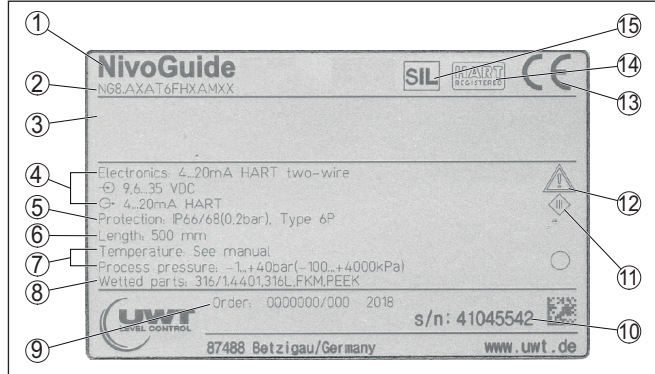 1
NivoGuide
SIL
HART
REGISTERED
CE
15
14
13
2
NG8.AXAT6FHXAMXX
3
4
Electronics: 4...20mA HART two-wire
9,6...35 VDC
4...20mA HART
12
5
Protection: IP66/68(0.2bar), Type 6P
6
Length: 500 mm
11
7
Temperature: See manual
Process pressure: -1...+40bar(-100...+4000kPa)
8
Wetted parts: 316/1.4401,316L,FKM,PEEK
9
Order: 0000000/000 2018
UWT
LEVEL CONTROL
s/n: 41045542
10
87488 Betzigau/Germany
www.uwt.de